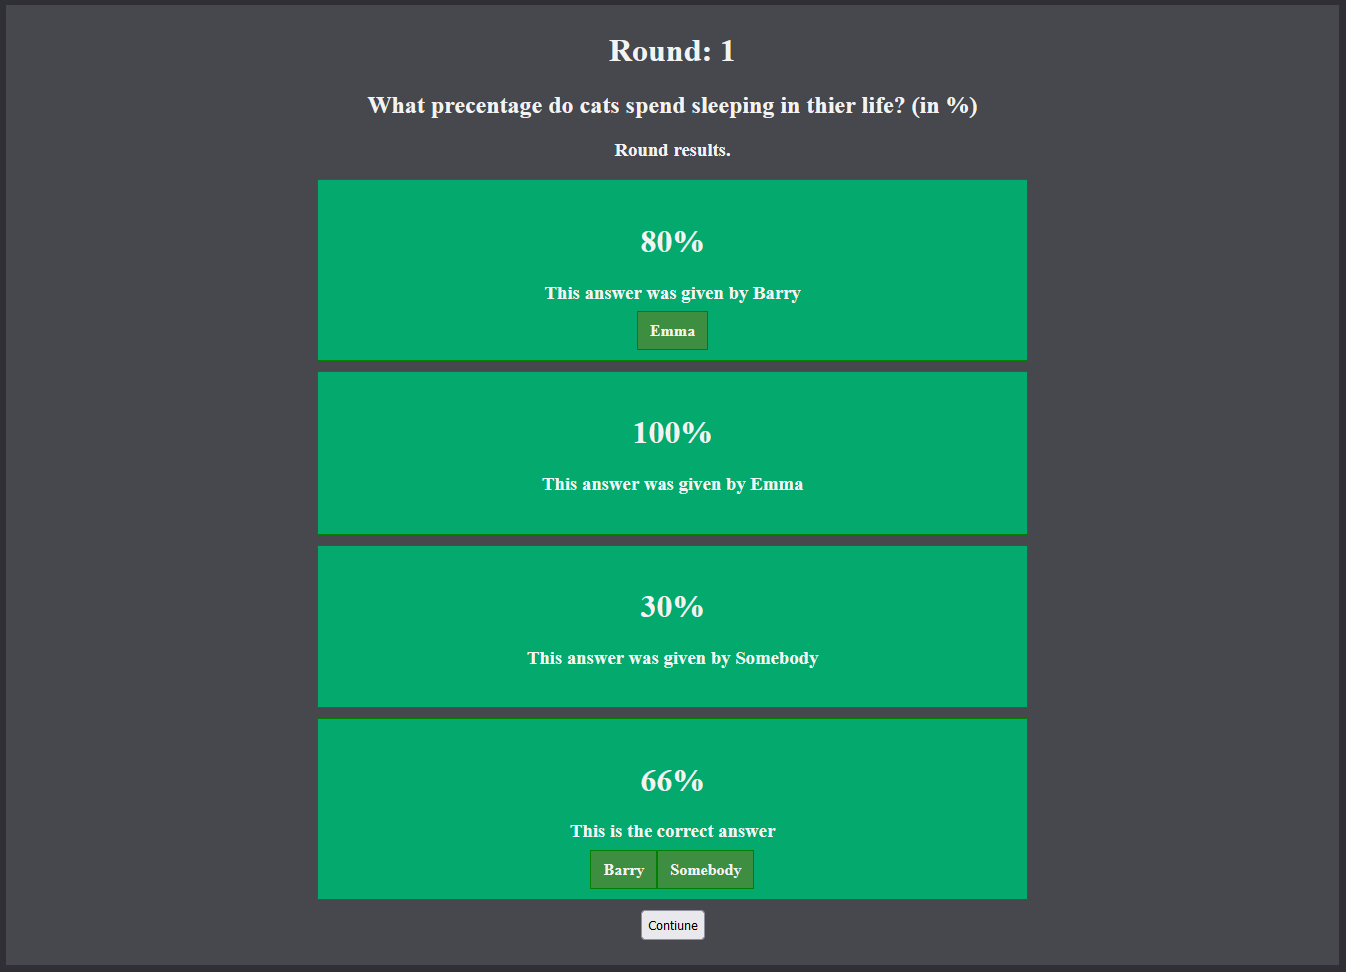 Round: 1
What precentage do cats spend sleeping in thier life? (in %)
Round results.
80%
This answer was given by Barry
Emma
100%
This answer was given by Emma
30%
This answer was given by Somebody
66%
This is the correct answer
Barry Somebody
Contiune